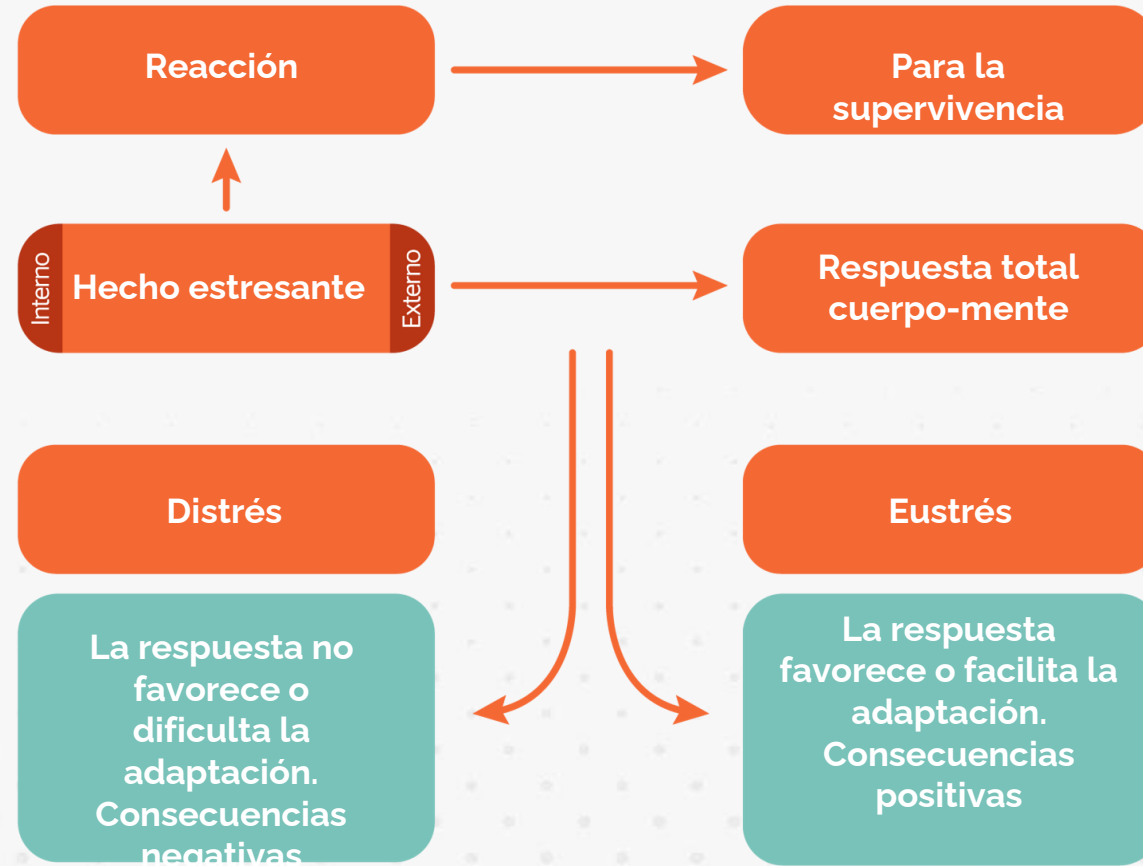 Reacción
Para la
supervivencia
Interno
Hecho estresante
Externo
Respuesta total
cuerpo-mente
Distrés
Eustrés
La respuesta no
favorece o
dificulta la
adaptación.
Consecuencias
negativas
La respuesta
favorece o facilita la
adaptación.
Consecuencias
positivas